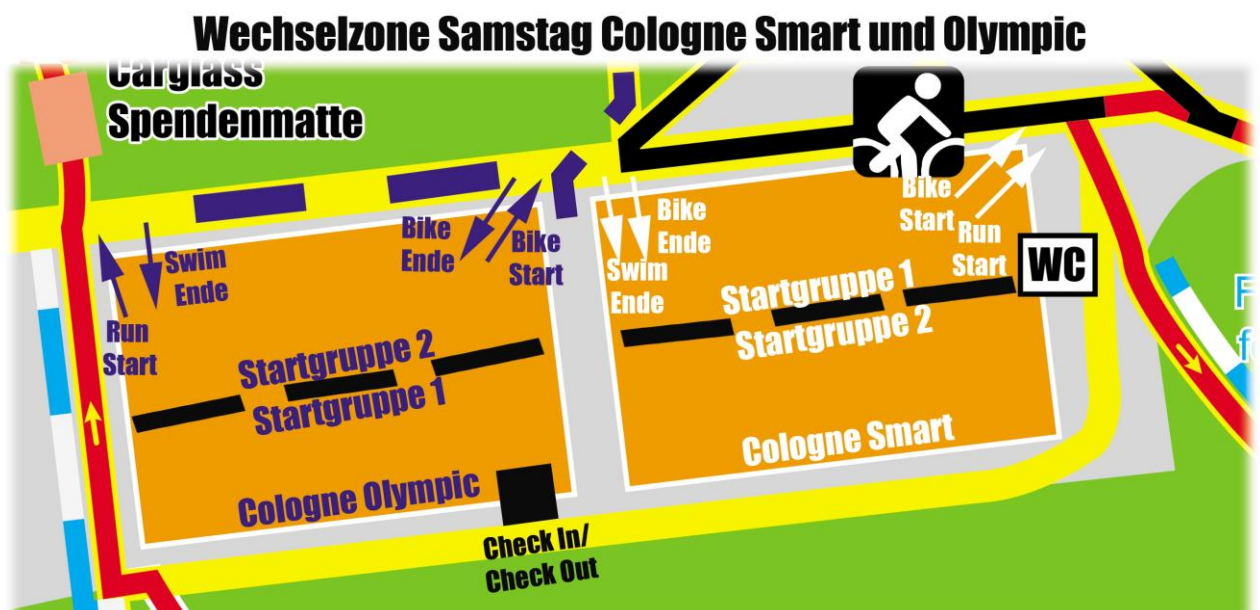 Wechselzone Samstag Cologne Smart und Olympic
Carglass
Spendenmatte
Run
Start
Swim
Ende
Bike
Ende
Bike
Start
Startgruppe 2
Startgruppe 1
Cologne Olympic
Check In/
Check Out
Swim
Ende
Bike
Ende
Bike
Start
Run
Start
WC
Startgruppe 1
Startgruppe 2
Cologne Smart